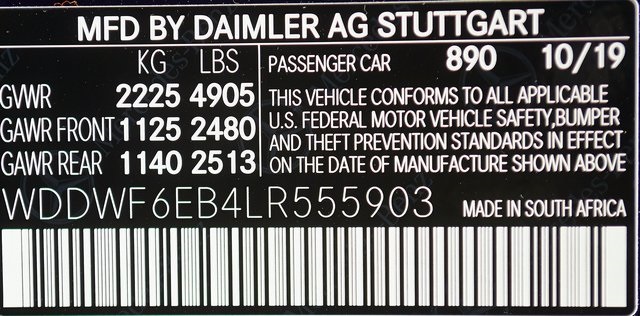 MFD BY DAIMLER AG STUTTGART
KG LBS
GVWR 2225 4905
GAWR FRONT 1125 2480
GAWR REAR 1140 2513
PASSENGER CAR 890 10/19
THIS VEHICLE CONFORMS TO ALL APPLICABLE
U.S. FEDERAL MOTOR VEHICLE SAFETY,BUMPER
AND THEFT PREVENTION STANDARDS IN EFFECT
ON THE DATE OF MANUFACTURE SHOWN ABOVE
WDDWF6EB4LR555903 MADE IN SOUTH AFRICA